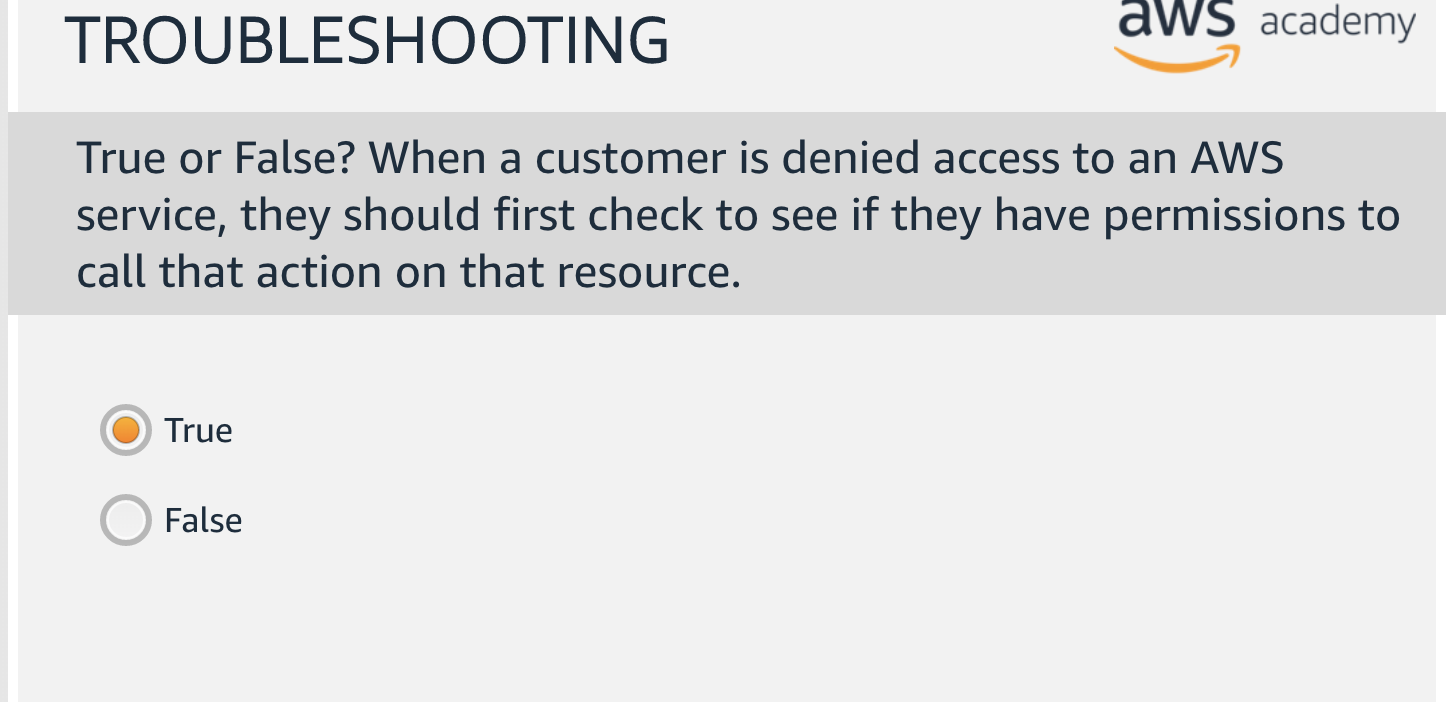 TROUBLESHOOTING
aws academy
True or False? When a customer is denied access to an AWS
service, they should first check to see if they have permissions to
call that action on that resource.
True
False